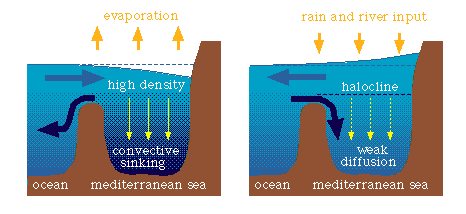 evaporation
high density
convective
sinking
ocean
mediterranean sea
rain and river input
halocline
weak
diffusion
ocean
mediterranean sea